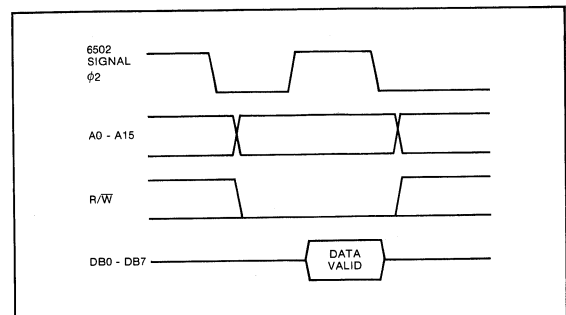 6502
SIGNAL
ϕ2
A0 - A15
R/W̅
DB0 - DB7
DATA
VALID